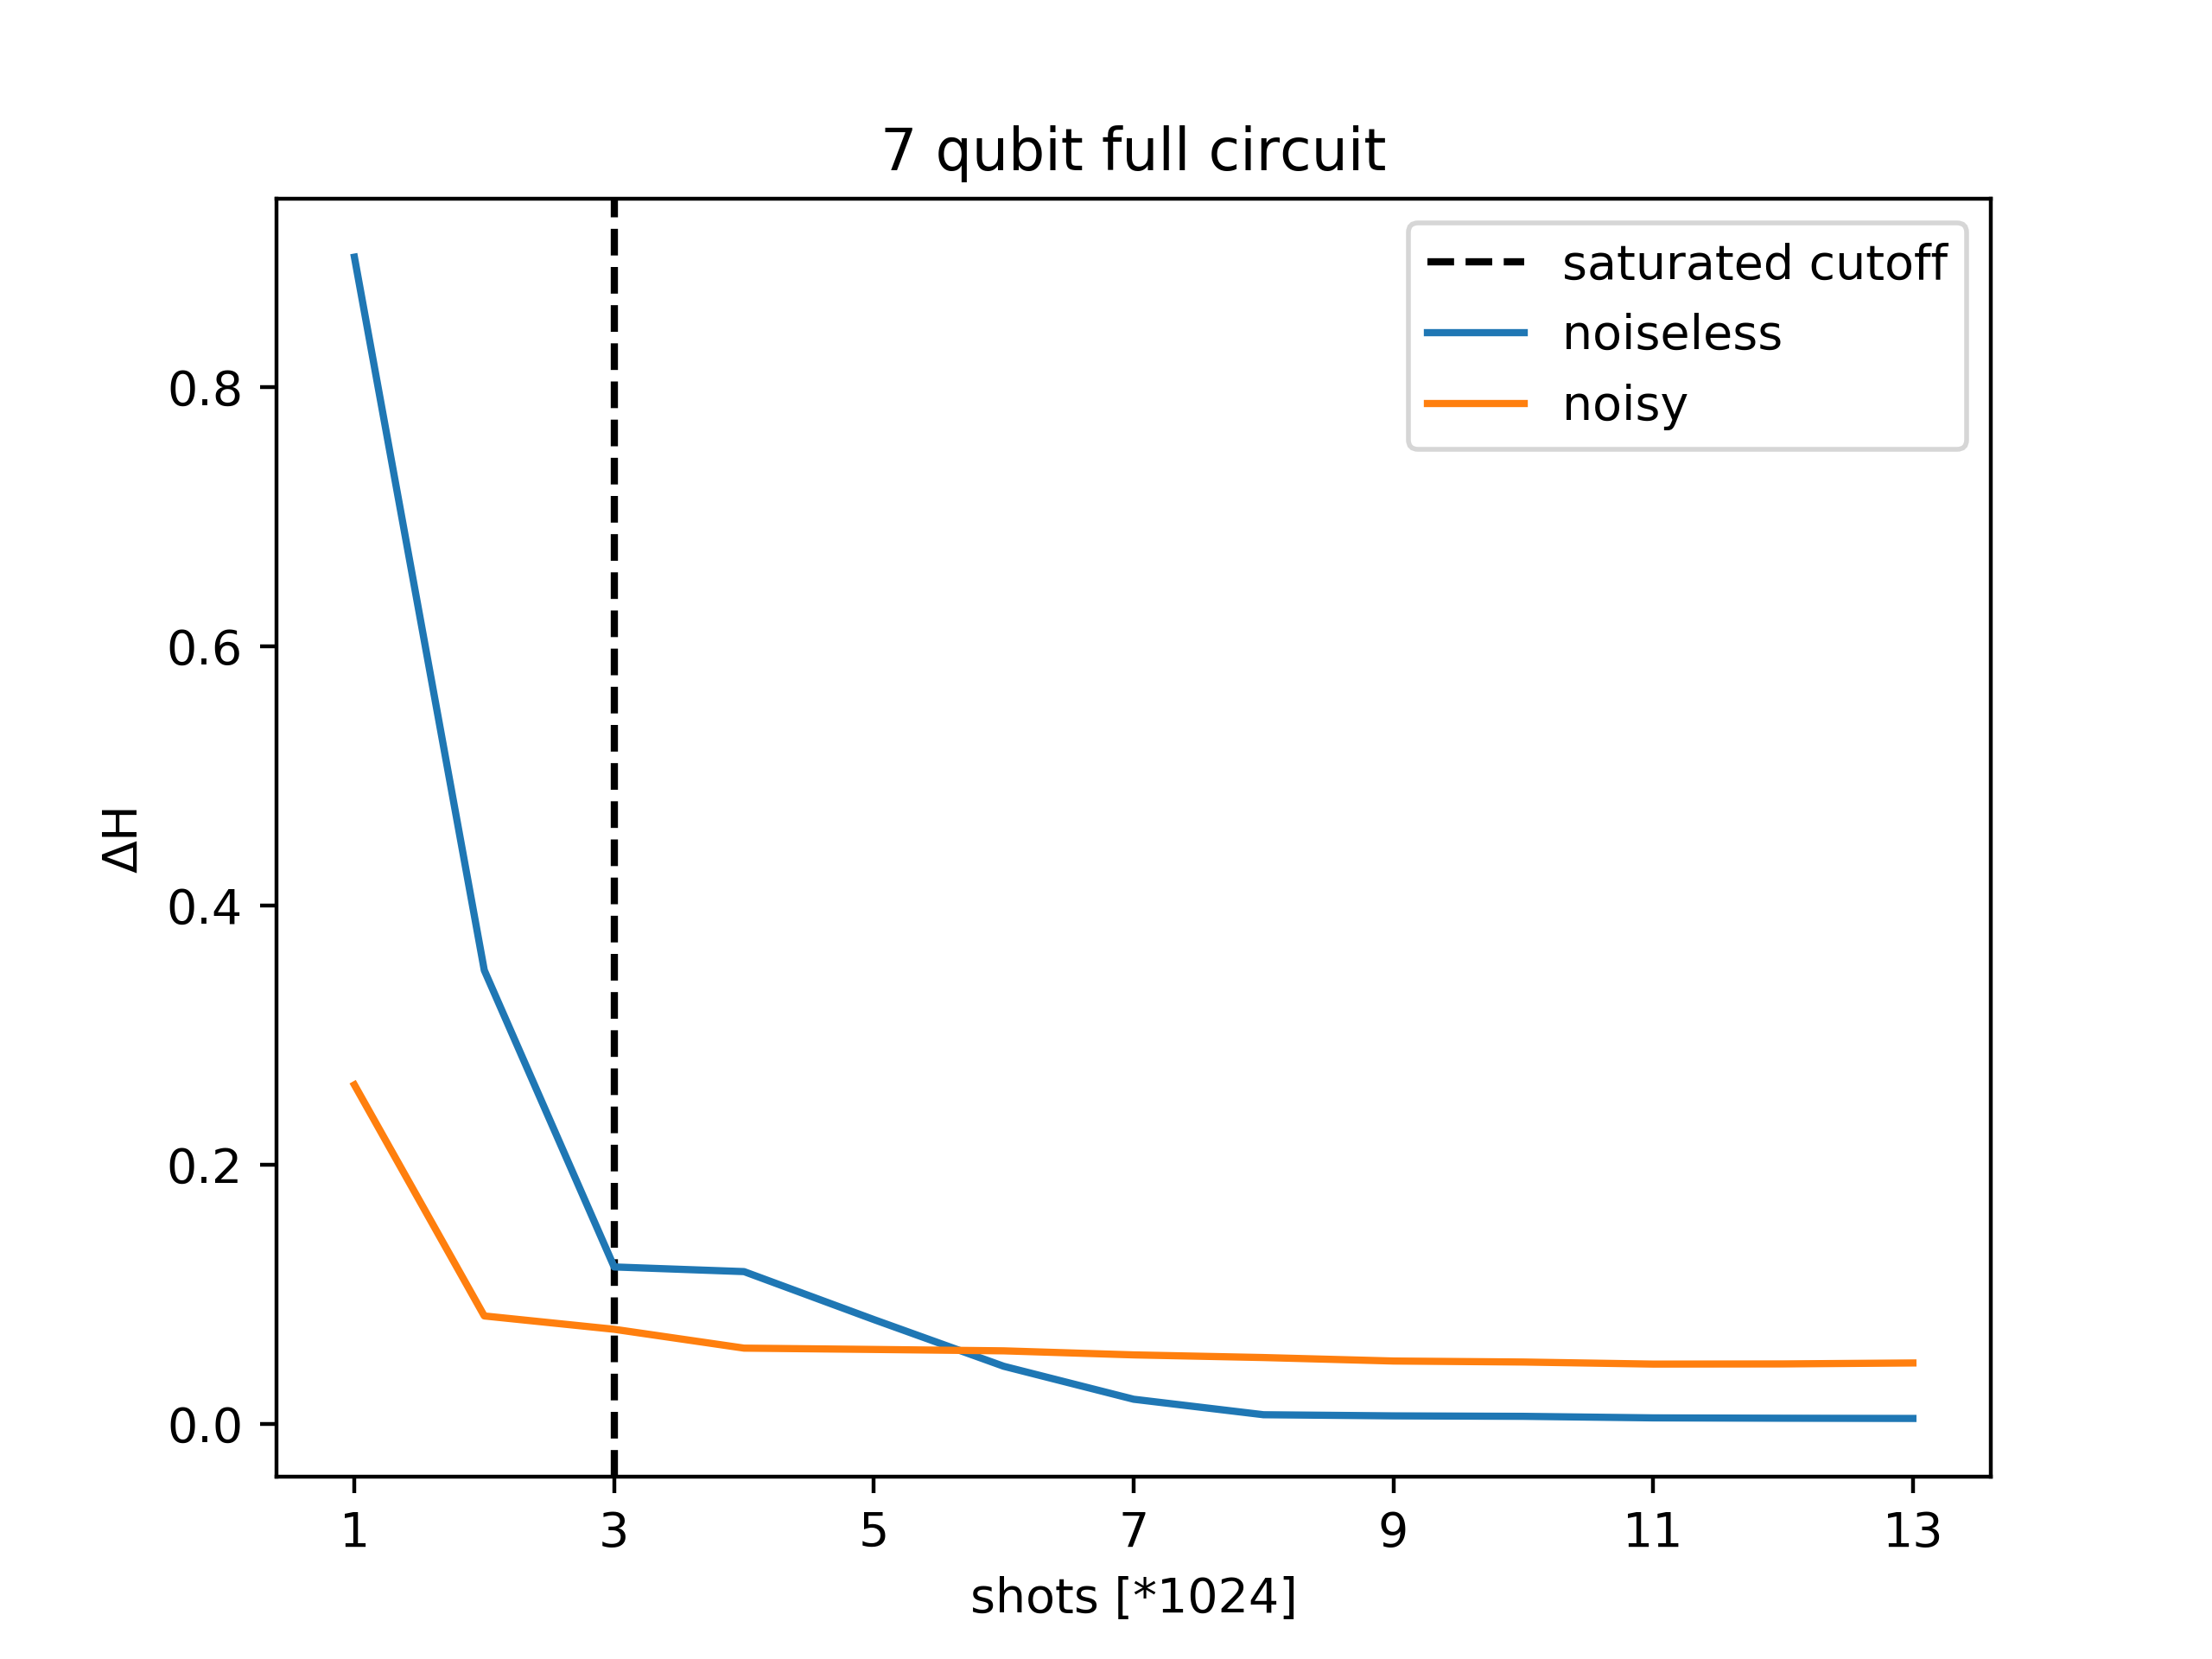 7 qubit full circuit
saturated cutoff
noiseless
noisy
0.8
0.6
0.4
0.2
0.0
ΔH
1 3 5 7 9 11 13
shots [*1024]